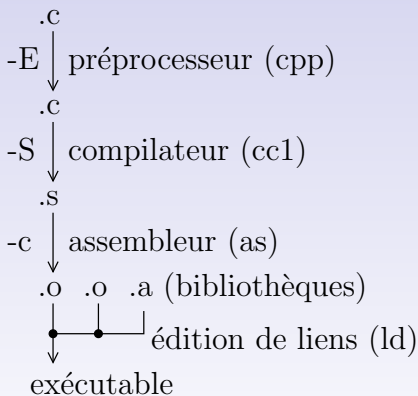 .c
-E préprocesseur (cpp)
.c
-S compilateur (cc1)
.s
-c assembleur (as)
.o .o .a (bibliothèques)
édition de liens (ld)
exécutable